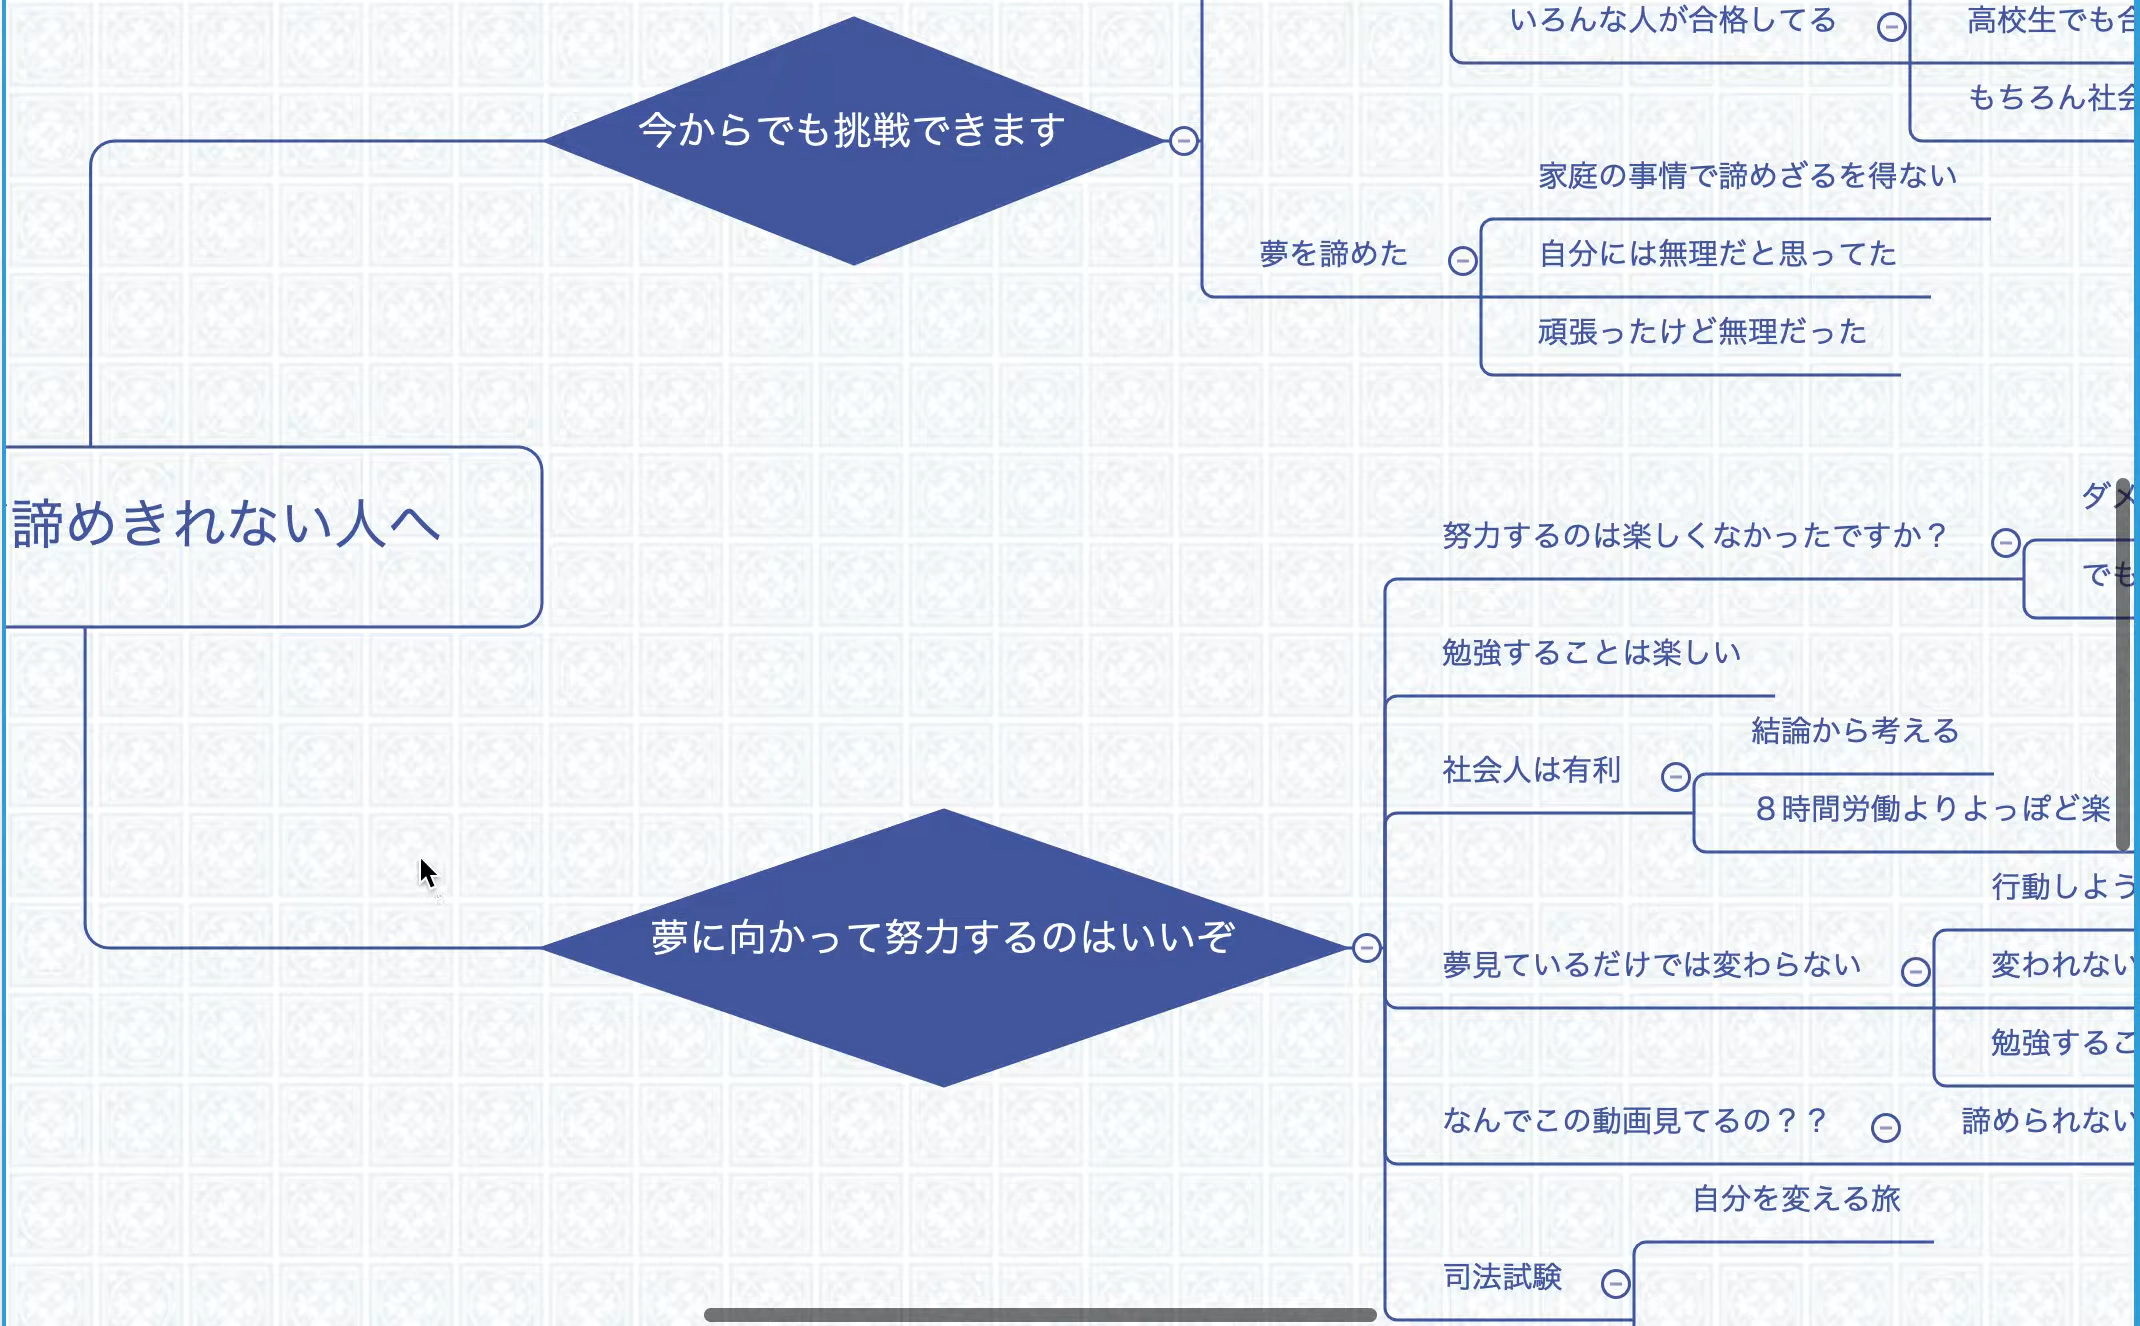 いろんな人が合格してる
高校生でも合
もちろん社会
今からでも挑戦できます
家庭の事情で諦めざるを得ない
夢を諦めた
自分には無理だと思ってた
頑張ったけど無理だった
諦めきれない人へ
ダメ
努力するのは楽しくなかったですか？
でも
勉強することは楽しい
結論から考える
社会人は有利
８時間労働よりよっぽど楽
行動しよう
夢に向かって努力するのはいいぞ
夢見ているだけでは変わらない
変われない
勉強するこ
なんでこの動画見てるの？？
諦められない
自分を変える旅
司法試験